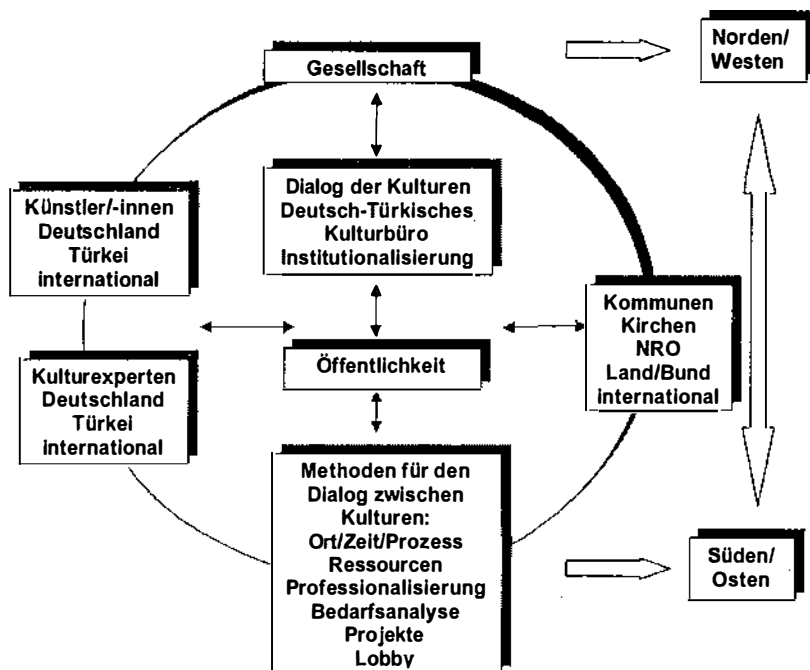 Gesellschaft
Norden/
Westen
Künstler/-innen
Deutschland
Türkei
international
Dialog der Kulturen
Deutsch-Türkisches
Kulturbüro
Institutionalisierung
Kommunen
Kirchen
NRO
Land/Bund
international
Kulturexperten
Deutschland
Türkei
international
Öffentlichkeit
Methoden für den
Dialog zwischen
Kulturen:
Ort/Zeit/Prozess
Ressourcen
Professionalisierung
Bedarfsanalyse
Projekte
Lobby
Süden/
Osten